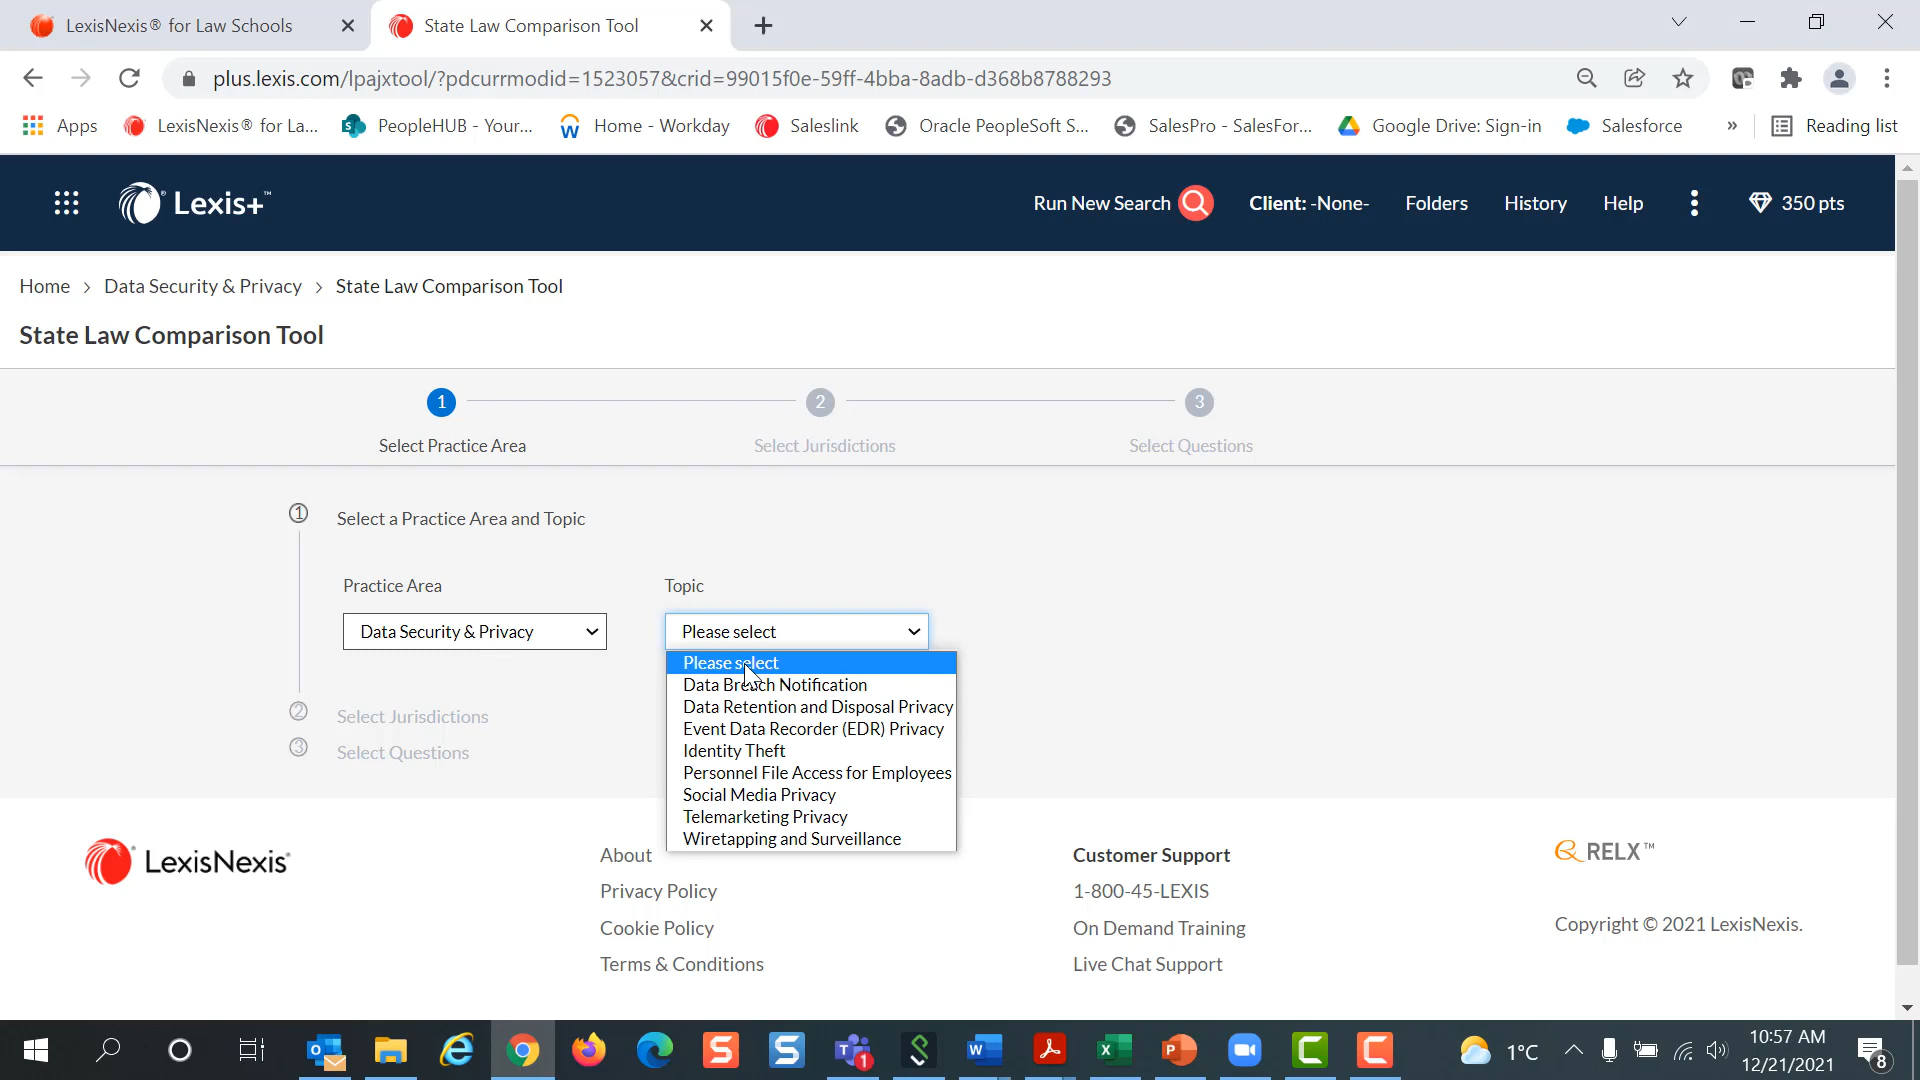 LexisNexis® for Law Schools
State Law Comparison Tool
plus.lexis.com/lpajxtool/?pdcurrmodid=1523057&crid=99015f0e-59ff-4bba-8adb-d368b8788293
Apps
LexisNexis® for La...
PeopleHUB - Your...
Home - Workday
Saleslink
Oracle PeopleSoft S...
SalesPro - SalesFor...
Google Drive: Sign-in
Salesforce
»
Reading list
Lexis+™
Run New Search
Client: -None-
Folders
History
Help
350 pts
Home > Data Security & Privacy > State Law Comparison Tool
State Law Comparison Tool
1
2
3
Select Practice Area
Select Jurisdictions
Select Questions
1 Select a Practice Area and Topic
Practice Area
Topic
Data Security & Privacy
Please select
Please select
Data Breach Notification
Data Retention and Disposal Privacy
Event Data Recorder (EDR) Privacy
Identity Theft
Personnel File Access for Employees
Social Media Privacy
Telemarketing Privacy
Wiretapping and Surveillance
2 Select Jurisdictions
3 Select Questions
LexisNexis®
About
Privacy Policy
Cookie Policy
Terms & Conditions
Customer Support
1-800-45-LEXIS
On Demand Training
Live Chat Support
RELX™
Copyright © 2021 LexisNexis.
1°C
10:57 AM
12/21/2021
8